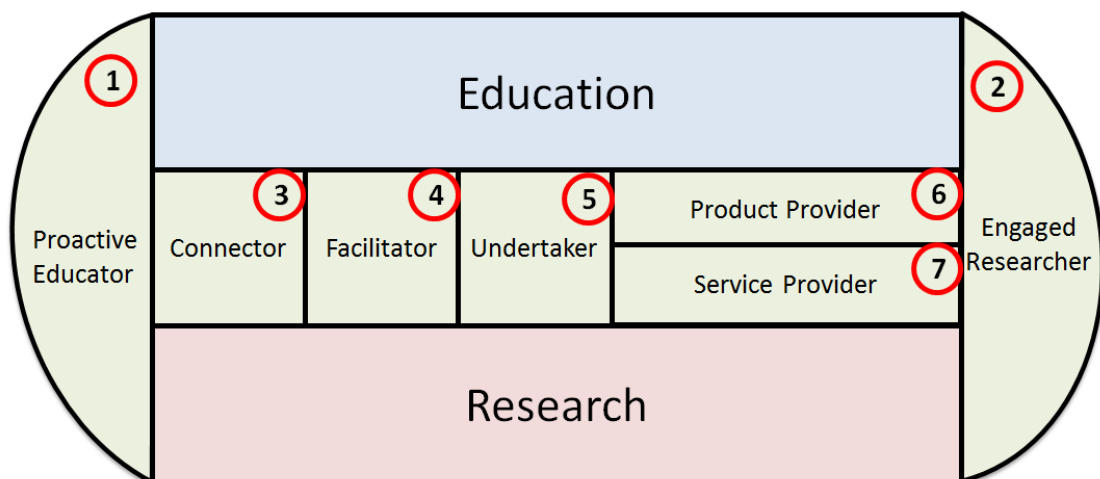 1
2
Education
3
4
5
6
7
Proactive
Educator
Connector
Facilitator
Undertaker
Product Provider
Service Provider
Engaged
Researcher
Research